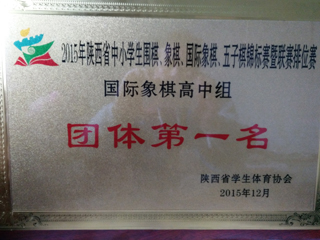 2015年陕西省中小学生围棋、象棋、国际象棋、五子棋锦标赛暨联赛排位赛
国际象棋高中组
团体第一名
陕西省学生体育协会
2015年12月